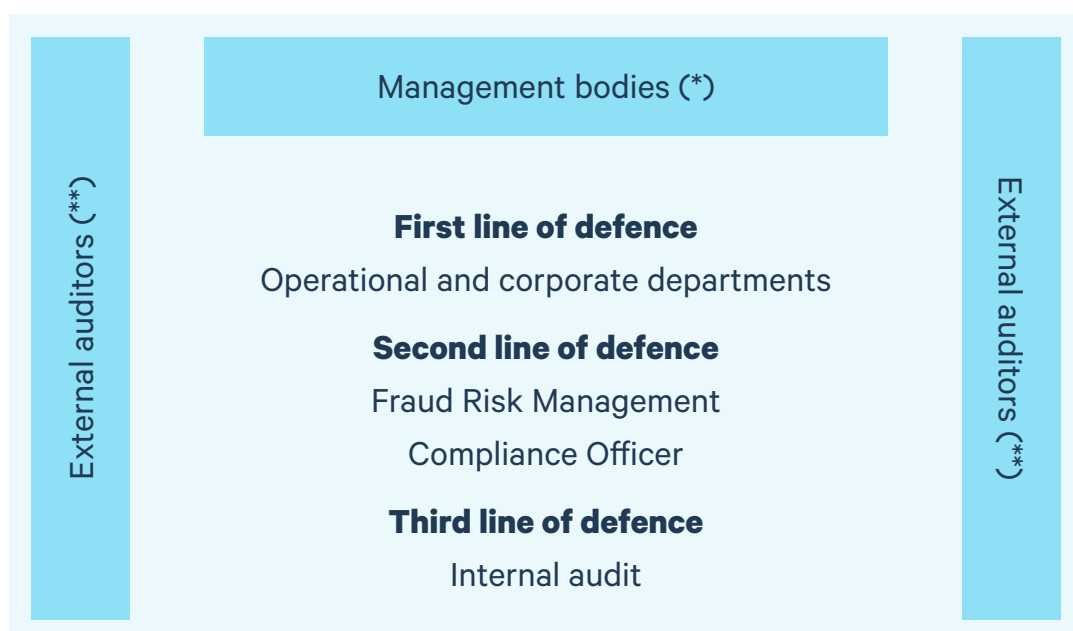 Management bodies (*)
External auditors (**)
First line of defence
Operational and corporate departments
Second line of defence
Fraud Risk Management
Compliance Officer
Third line of defence
Internal audit
External auditors (**)